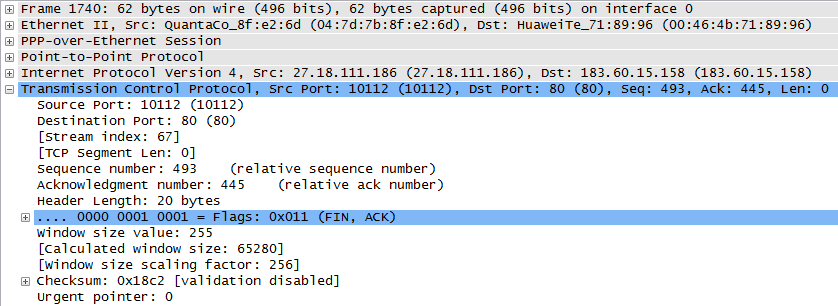 Frame 1740: 62 bytes on wire (496 bits), 62 bytes captured (496 bits) on interface 0
Ethernet II, Src: QuantaCo_8f:e2:6d (04:7d:7b:8f:e2:6d), Dst: HuaweiTe_71:89:96 (00:46:4b:71:89:96)
PPP-over-Ethernet Session
Point-to-Point Protocol
Internet Protocol Version 4, Src: 27.18.111.186 (27.18.111.186), Dst: 183.60.15.158 (183.60.15.158)
Transmission Control Protocol, Src Port: 10112 (10112), Dst Port: 80 (80), Seq: 493, Ack: 445, Len: 0
Source Port: 10112 (10112)
Destination Port: 80 (80)
[Stream index: 67]
[TCP Segment Len: 0]
Sequence number: 493    (relative sequence number)
Acknowledgment number: 445    (relative ack number)
Header Length: 20 bytes
.... 0000 0001 0001 = Flags: 0x011 (FIN, ACK)
Window size value: 255
[Calculated window size: 65280]
[Window size scaling factor: 256]
Checksum: 0x18c2 [validation disabled]
Urgent pointer: 0